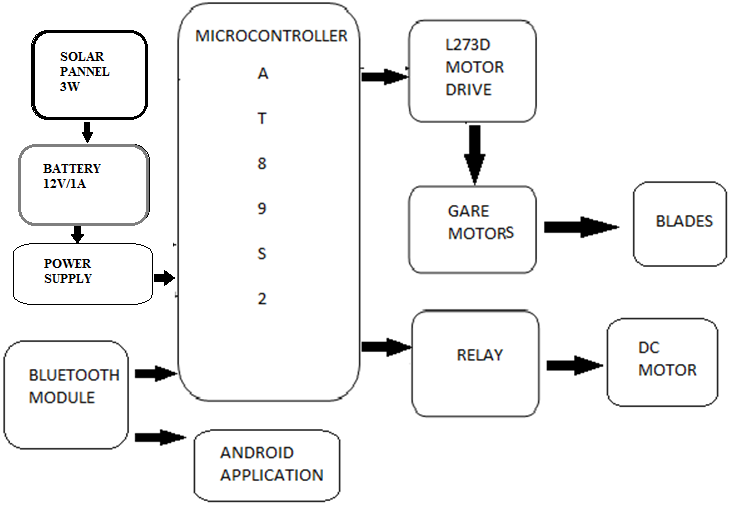 SOLAR
PANNEL
3W
BATTERY
12V/1A
POWER
SUPPLY
BLUETOOTH
MODULE
MICROCONTROLLER
A
T
8
9
S
2
ANDROID
APPLICATION
L273D
MOTOR
DRIVE
GARE
MOTORS
BLADES
RELAY
DC
MOTOR